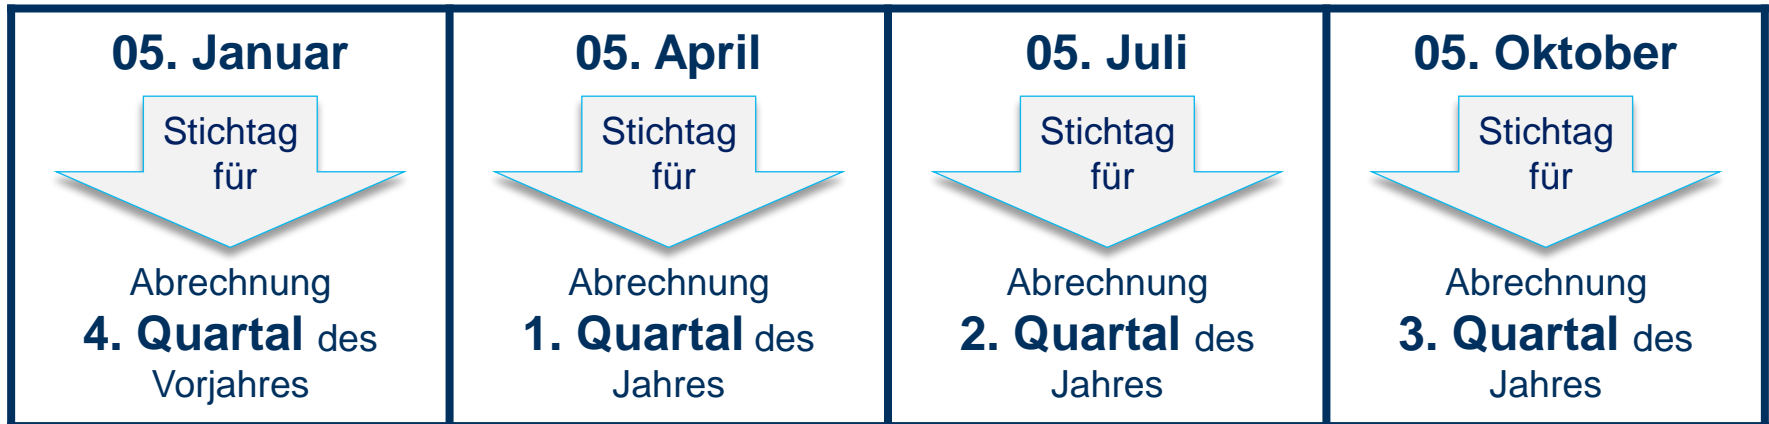 05. Januar
Stichtag
für
Abrechnung
4. Quartal des
Vorjahres
05. April
Stichtag
für
Abrechnung
1. Quartal des
Jahres
05. Juli
Stichtag
für
Abrechnung
2. Quartal des
Jahres
05. Oktober
Stichtag
für
Abrechnung
3. Quartal des
Jahres